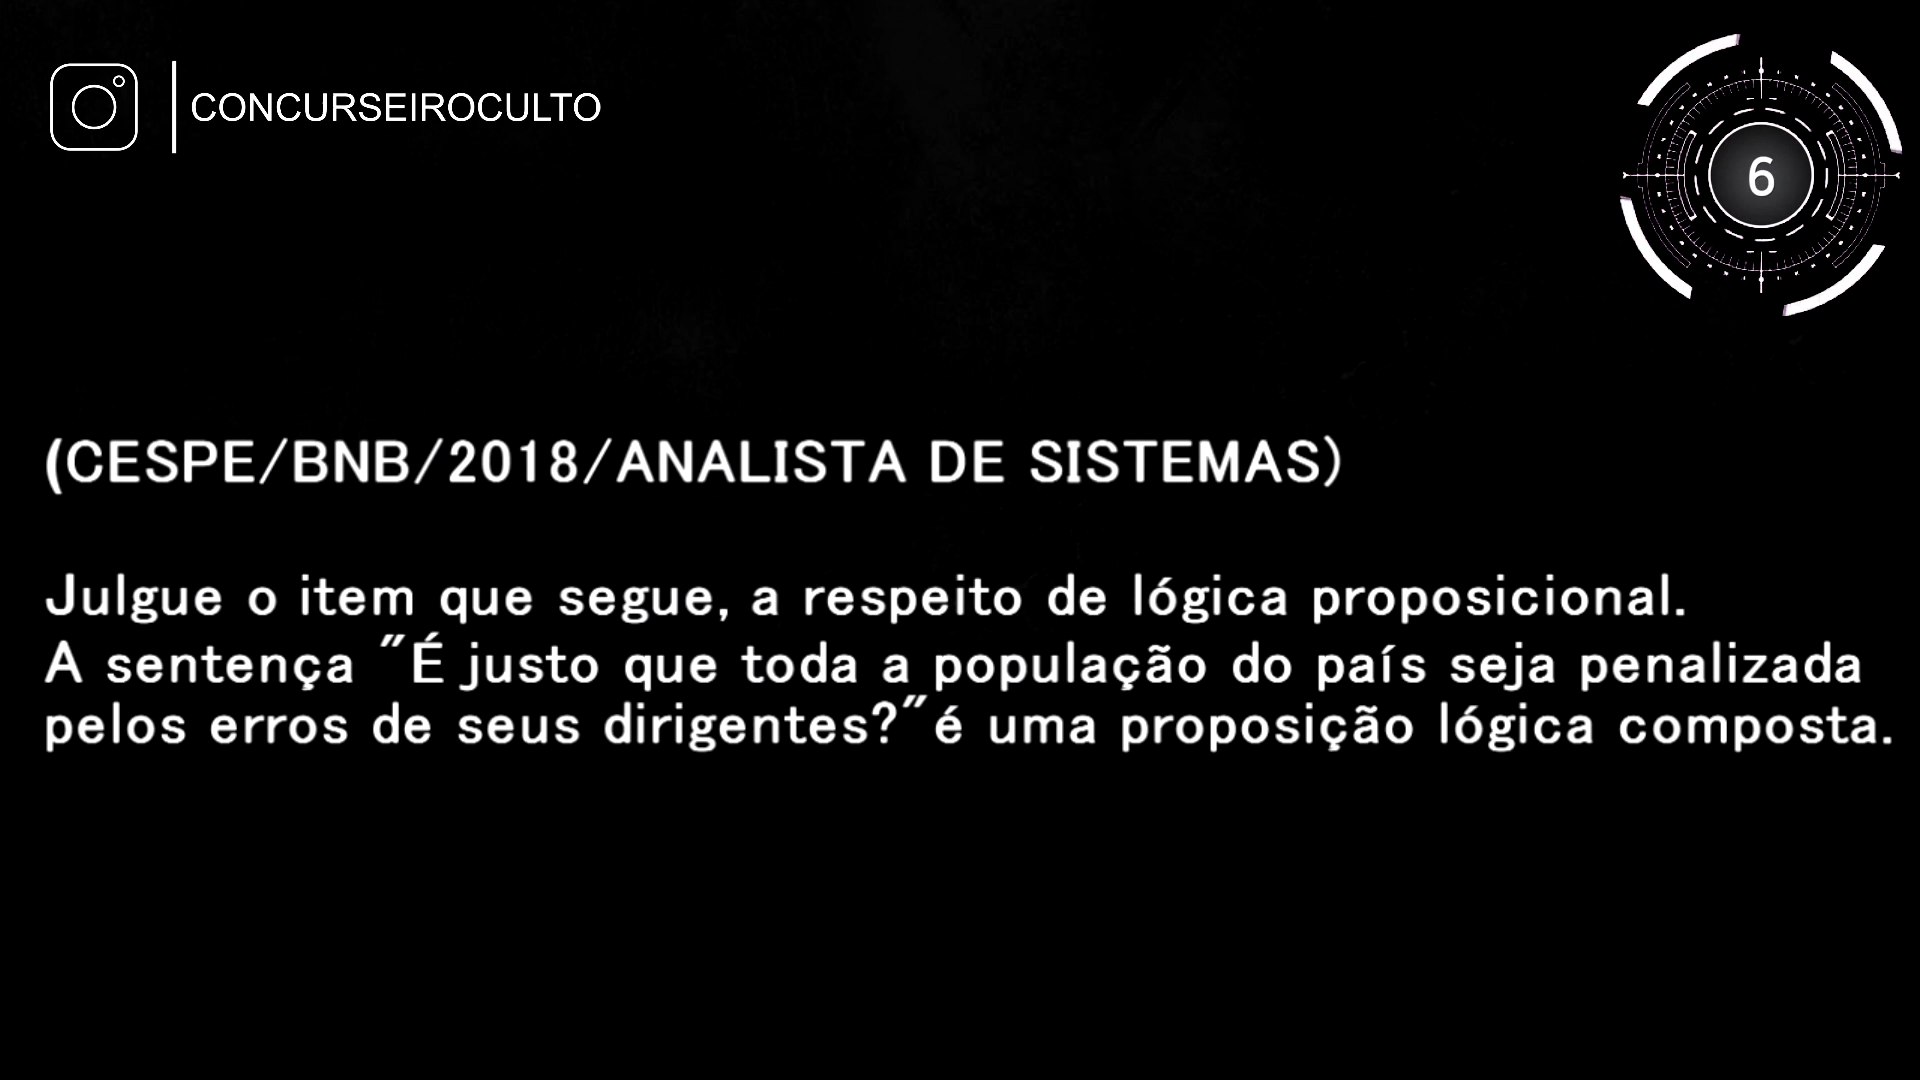 CONCURSEIROCULTO
6
(CESPE/BNB/2018/ANALISTA DE SISTEMAS)
Julgue o item que segue, a respeito de lógica proposicional.
A sentença "É justo que toda a população do país seja penalizada
pelos erros de seus dirigentes?"é uma proposição lógica composta.